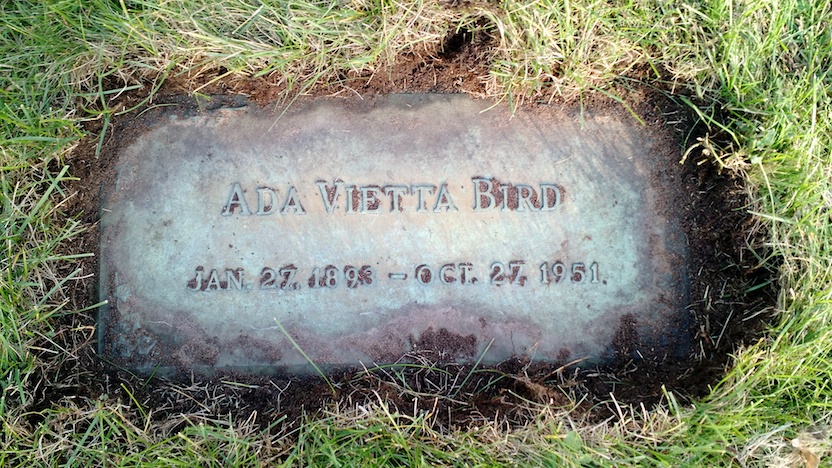 ADA VIETTA BIRD
JAN. 27, 1893 – OCT. 27, 1951.